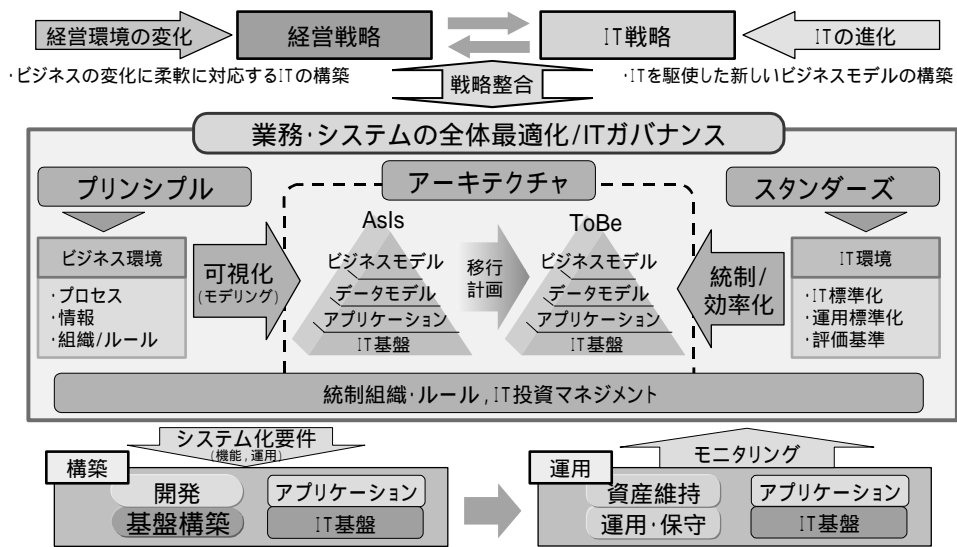 経営環境の変化
経営戦略
IT戦略
ITの進化
・ビジネスの変化に柔軟に対応するITの構築
・ITを駆使した新しいビジネスモデルの構築
戦略整合
業務・システムの全体最適化/ITガバナンス
プリンシプル
アーキテクチャ
スタンダーズ
ビジネス環境
・プロセス
・情報
・組織/ルール
可視化
(モデリング)
AsIs
ビジネスモデル
データモデル
アプリケーション
IT基盤
移行
計画
ToBe
ビジネスモデル
データモデル
アプリケーション
IT基盤
統制/
効率化
IT環境
・IT標準化
・運用標準化
・評価基準
統制組織・ルール,IT投資マネジメント
システム化要件
(機能,運用)
モニタリング
構築
開発
基盤構築
アプリケーション
IT基盤
運用
資産維持
運用・保守
アプリケーション
IT基盤